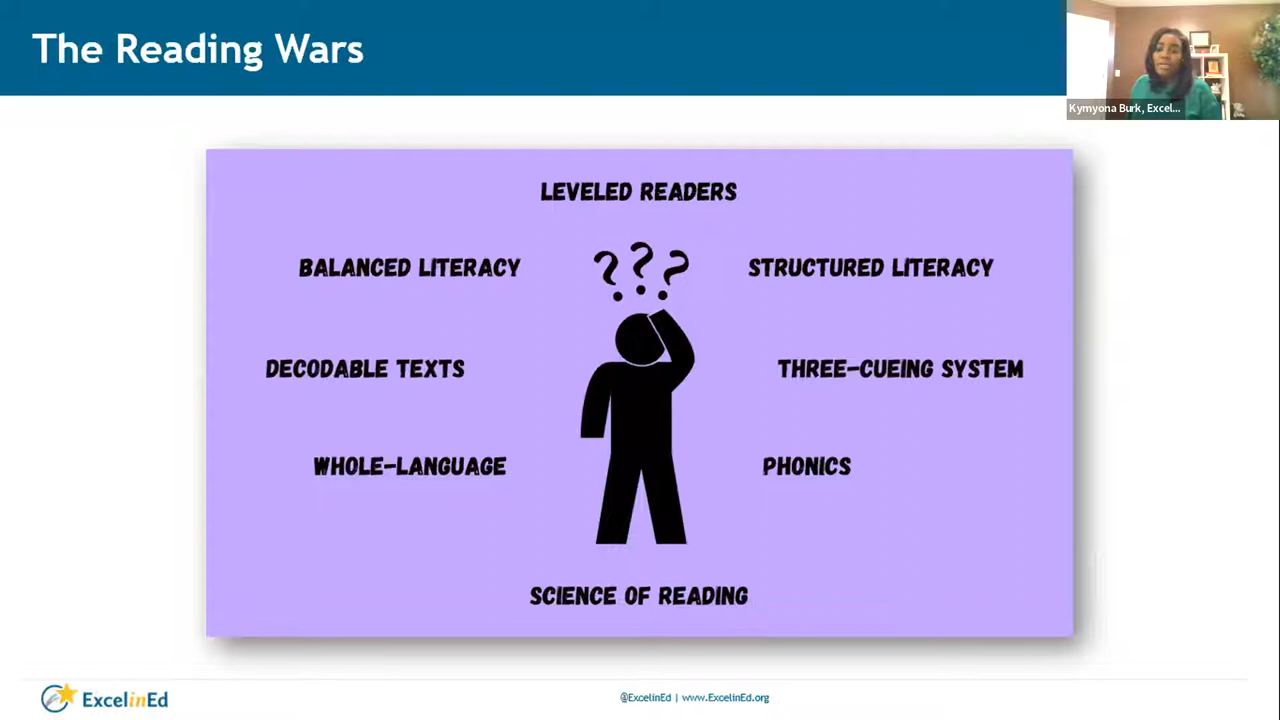 The Reading Wars
Kymyona Burk, Excel...
LEVELED READERS
???
BALANCED LITERACY
STRUCTURED LITERACY
DECODABLE TEXTS
THREE-CUEING SYSTEM
WHOLE-LANGUAGE
PHONICS
SCIENCE OF READING
ExcelinEd
@ExcelinEd | www.ExcelinEd.org